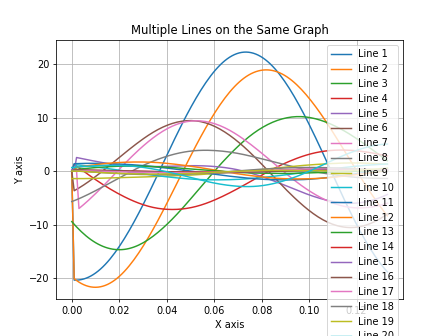 Multiple Lines on the Same Graph
Y axis
20
10
0
−10
−20
0.00
0.02
0.04
0.06
0.08
0.10
X axis
Line 1
Line 2
Line 3
Line 4
Line 5
Line 6
Line 7
Line 8
Line 9
Line 10
Line 11
Line 12
Line 13
Line 14
Line 15
Line 16
Line 17
Line 18
Line 19
Line 20